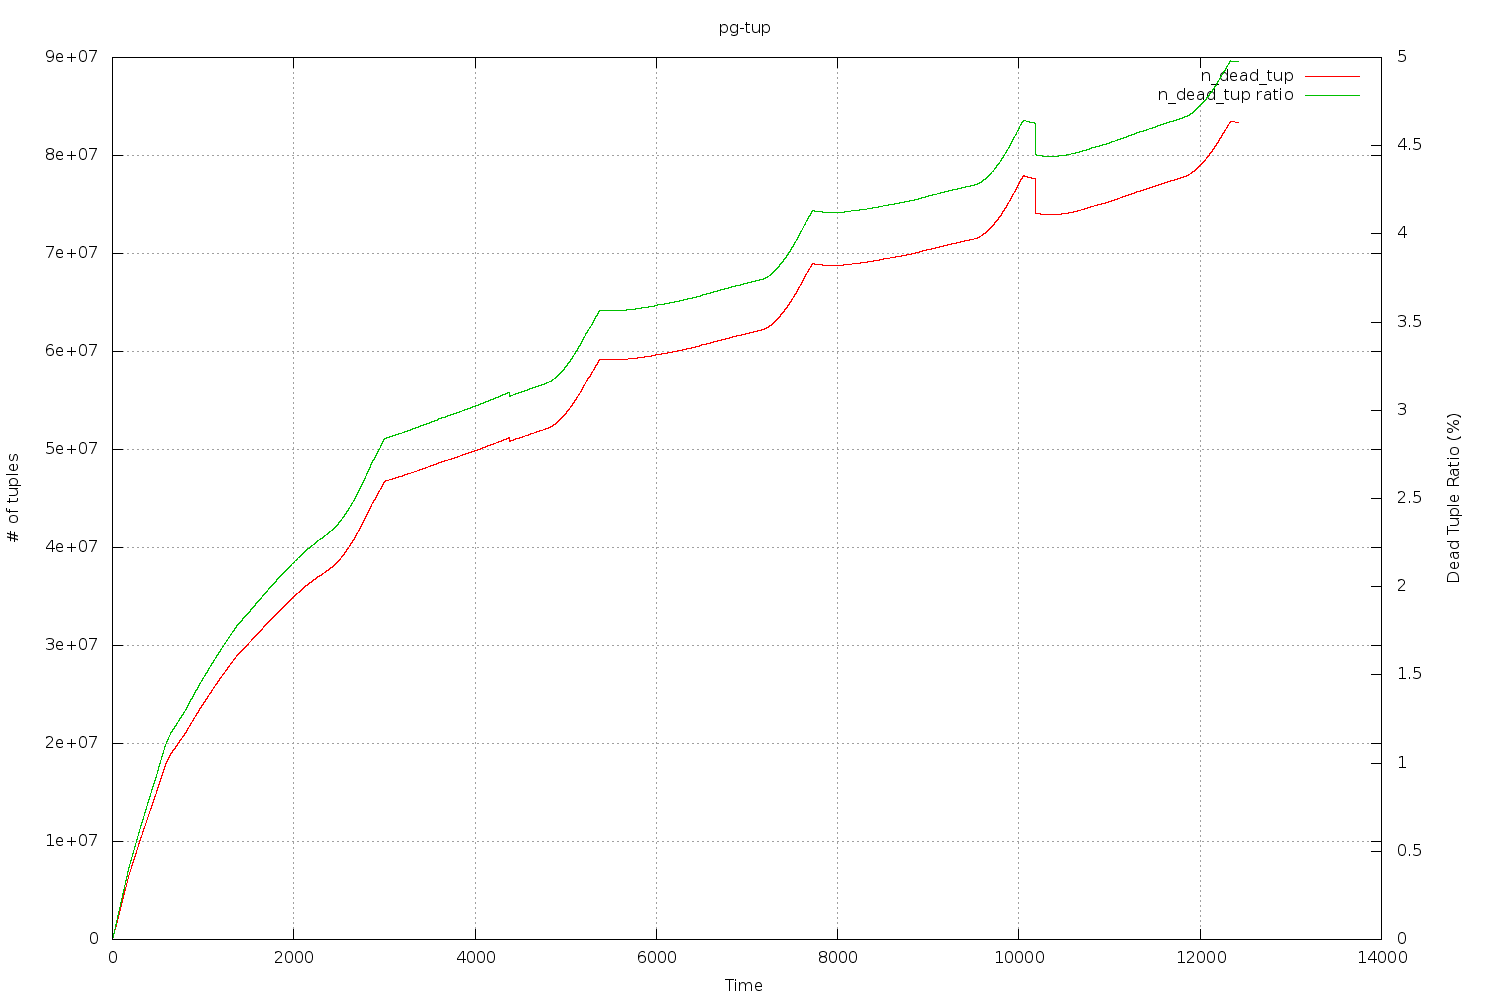 pg-tup
n_dead_tup
n_dead_tup ratio
9e+07
8e+07
7e+07
6e+07
5e+07
4e+07
3e+07
2e+07
1e+07
0
# of tuples
5
4.5
4
3.5
3
2.5
2
1.5
1
0.5
0
Dead Tuple Ratio (%)
0 2000 4000 6000 8000 10000 12000 14000
Time